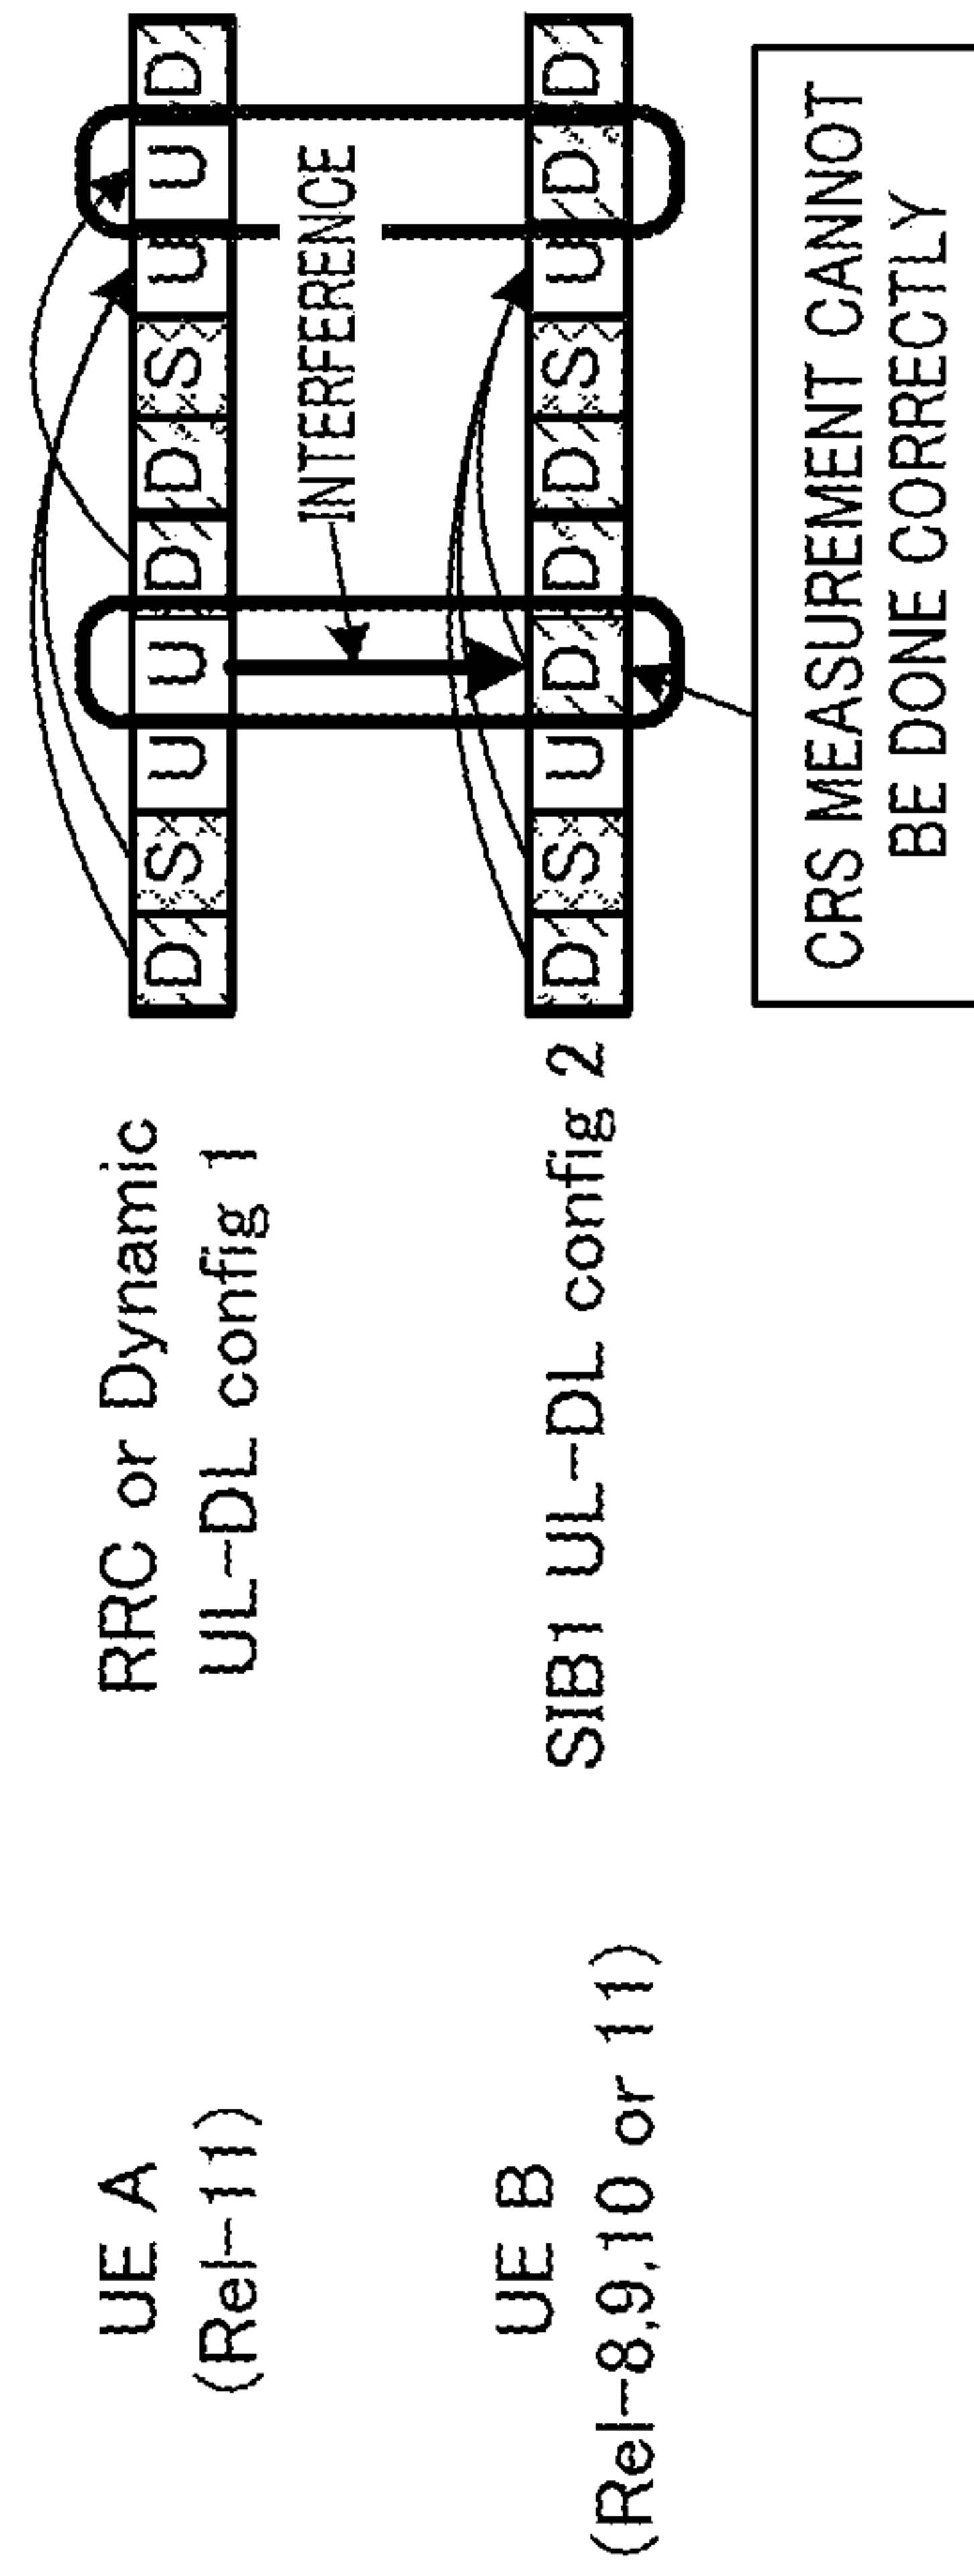 UE A
(Rel-11)
RRC or Dynamic
UL-DL config 1
D S U U D D S U U D
INTERFERENCE
UE B
(Rel-8,9,10 or 11)
SIB1 UL-DL config 2
D S U D D D S U D D
CRS MEASUREMENT CANNOT
BE DONE CORRECTLY